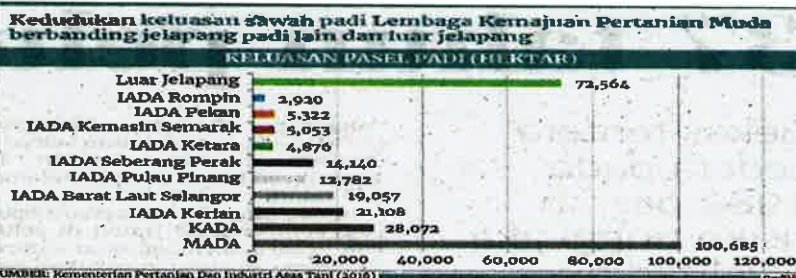 Kedudukan keluasan sawah padi Lembaga Kemajuan Pertanian Muda
berbanding jelapang padi lain dan luar jelapang
KELUASAN PASEL PADI (HEKTAR)
Luar Jelapang 72,564
IADA Rompin 2,920
IADA Pekan 5,322
IADA Kemasin Semarak 5,053
IADA Ketara 4,876
IADA Seberang Perak 14,140
IADA Pulau Pinang 12,782
IADA Barat Laut Selangor 19,057
IADA Kerian 21,108
KADA 28,072
MADA 100,685
0 20,000 40,000 60,000 80,000 100,000 120,000
SUMBER: Kementerian Pertanian Dan Industri Asas Tani (2016)